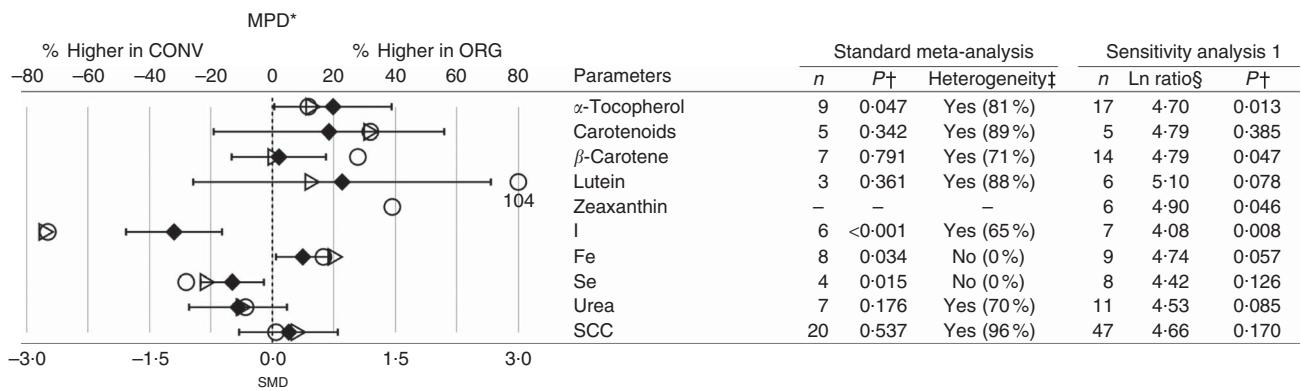 MPD*
% Higher in CONV % Higher in ORG Standard meta-analysis Sensitivity analysis 1
–80 –60 –40 –20 0 20 40 60 80 Parameters n P† Heterogeneity‡ n Ln ratio§ P†
α-Tocopherol 9 0·047 Yes (81 %) 17 4·70 0·013
Carotenoids 5 0·342 Yes (89 %) 5 4·79 0·385
β-Carotene 7 0·791 Yes (71 %) 14 4·79 0·047
Lutein 3 0·361 Yes (88 %) 6 5·10 0·078
104
Zeaxanthin – – – 6 4·90 0·046
I 6 <0·001 Yes (65 %) 7 4·08 0·008
Fe 8 0·034 No (0 %) 9 4·74 0·057
Se 4 0·015 No (0 %) 8 4·42 0·126
Urea 7 0·176 Yes (70 %) 11 4·53 0·085
SCC 20 0·537 Yes (96 %) 47 4·66 0·170
–3·0 –1·5 0·0 1·5 3·0
SMD